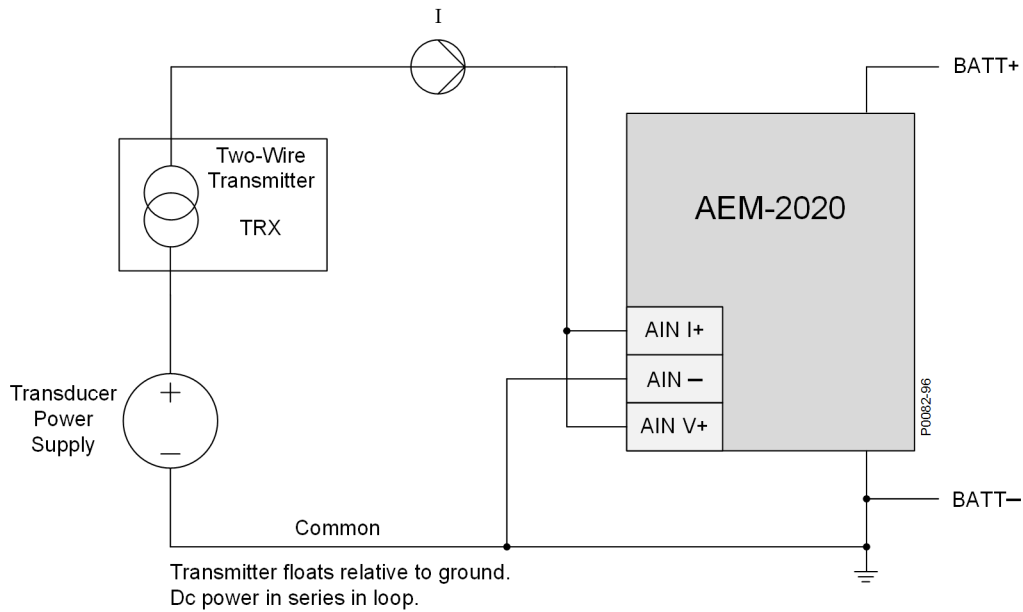 I
BATT+
Two-Wire
Transmitter
TRX
AEM-2020
AIN I+
AIN –
AIN V+
Transducer
Power
Supply
+
—
P0082-96
BATT–
Common
Transmitter floats relative to ground.
Dc power in series in loop.